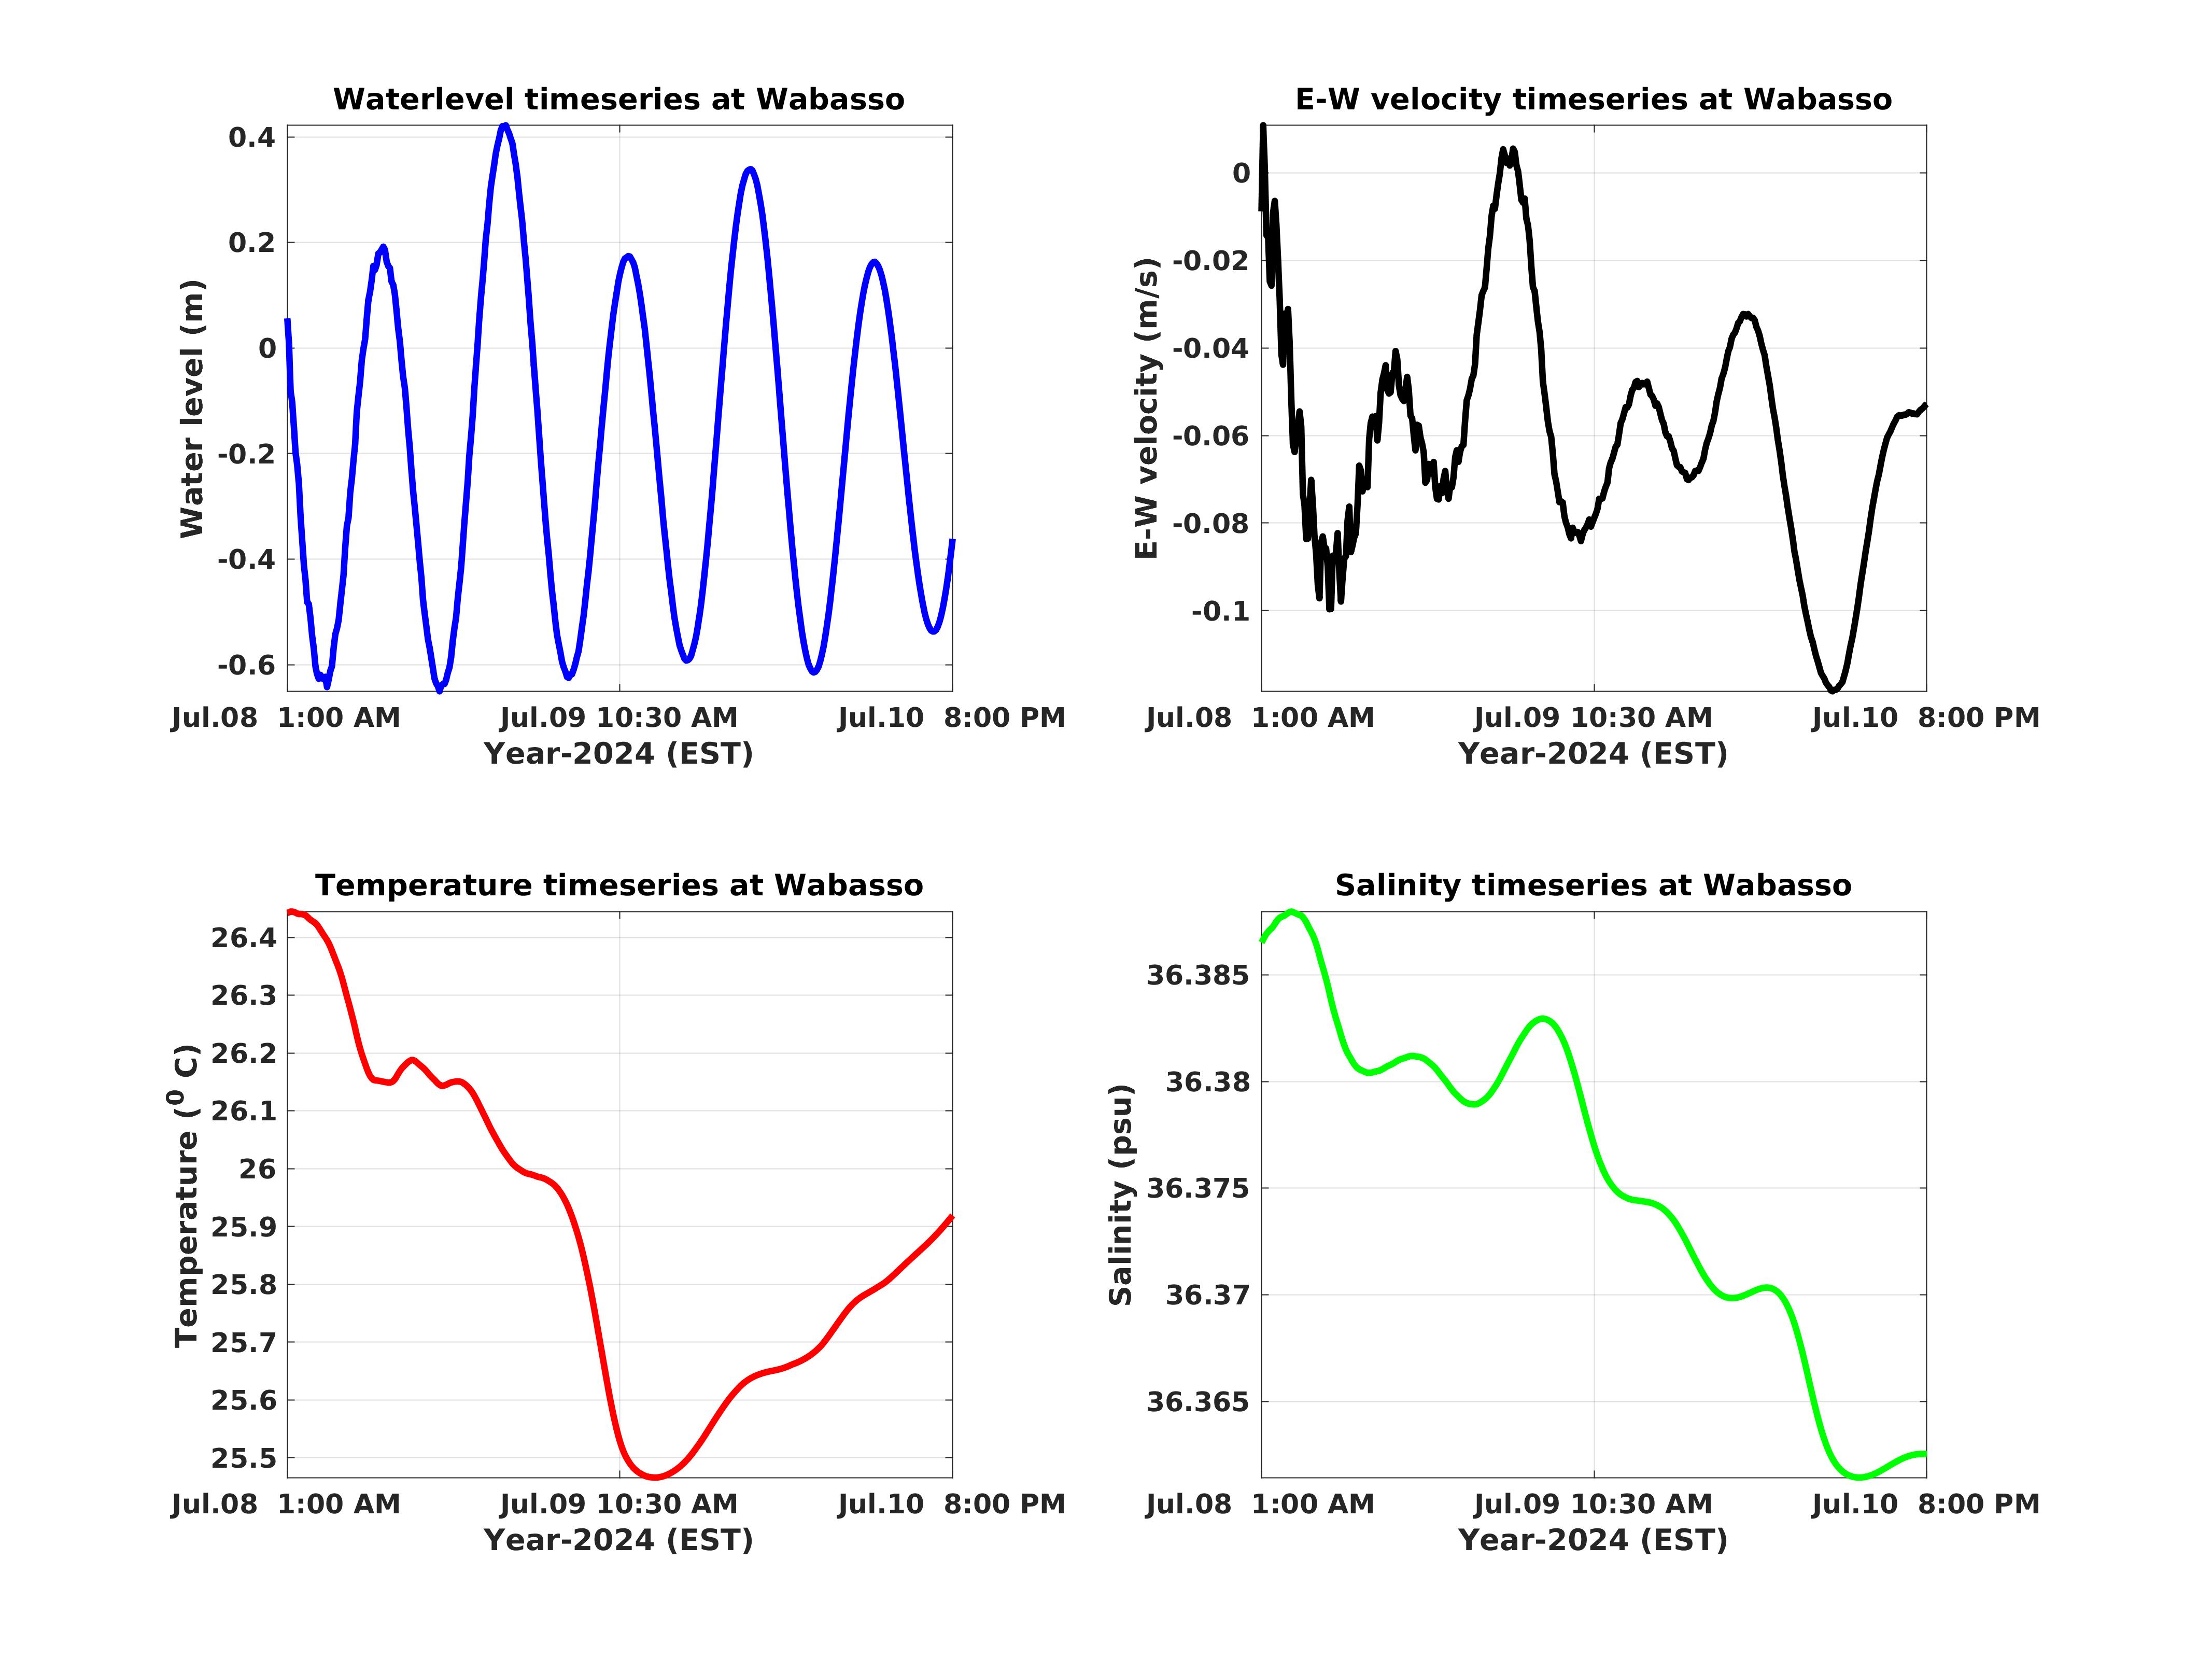 Waterlevel timeseries at Wabasso
0.4
0.2
0
-0.2
-0.4
-0.6
Water level (m)
Jul.08  1:00 AM
Jul.09 10:30 AM
Jul.10  8:00 PM
Year-2024 (EST)
E-W velocity timeseries at Wabasso
0
-0.02
-0.04
-0.06
-0.08
-0.1
E-W velocity (m/s)
Jul.08  1:00 AM
Jul.09 10:30 AM
Jul.10  8:00 PM
Year-2024 (EST)
Temperature timeseries at Wabasso
26.4
26.3
26.2
26.1
26
25.9
25.8
25.7
25.6
25.5
Temperature (⁰ C)
Jul.08  1:00 AM
Jul.09 10:30 AM
Jul.10  8:00 PM
Year-2024 (EST)
Salinity timeseries at Wabasso
36.385
36.38
36.375
36.37
36.365
Salinity (psu)
Jul.08  1:00 AM
Jul.09 10:30 AM
Jul.10  8:00 PM
Year-2024 (EST)